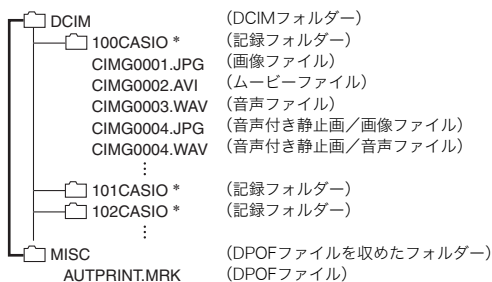 DCIM （DCIMフォルダー）
100CASIO * （記録フォルダー）
CIMG0001.JPG （画像ファイル）
CIMG0002.AVI （ムービーファイル）
CIMG0003.WAV （音声ファイル）
CIMG0004.JPG （音声付き静止画／画像ファイル）
CIMG0004.WAV （音声付き静止画／音声ファイル）
⋮
101CASIO * （記録フォルダー）
102CASIO * （記録フォルダー）
⋮
MISC （DPOFファイルを収めたフォルダー）
AUTPRINT.MRK （DPOFファイル）